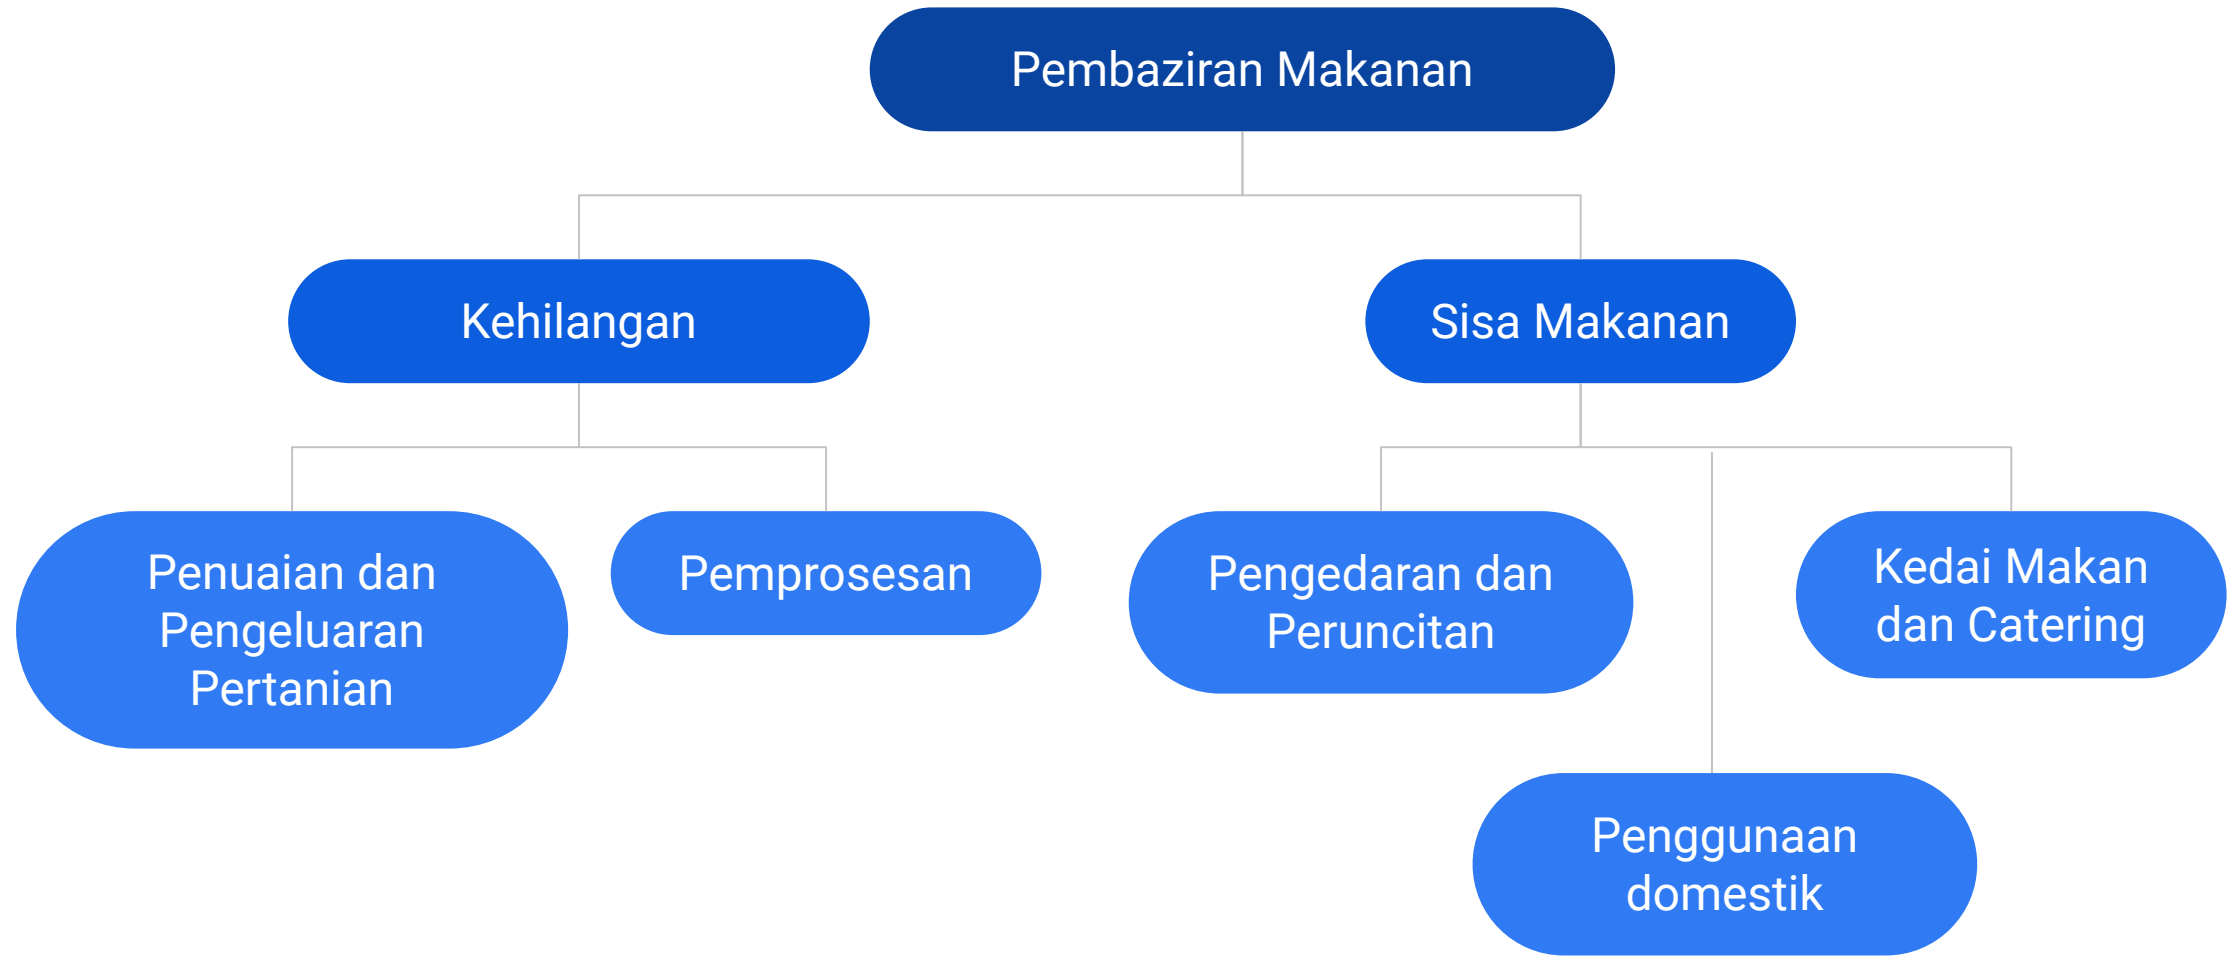 Pembaziran Makanan
Kehilangan
Sisa Makanan
Penuaian dan
Pengeluaran
Pertanian
Pemprosesan
Pengedaran dan
Peruncitan
Kedai Makan
dan Catering
Penggunaan
domestik